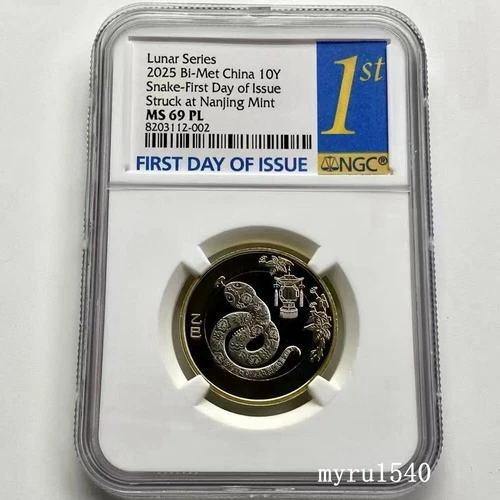 Lunar Series
2025 Bi-Met China 10Y
Snake-First Day of Issue
Struck at Nanjing Mint
MS 69 PL
8203112-002
1st
FIRST DAY OF ISSUE
NGC®
乙巳
myru1540